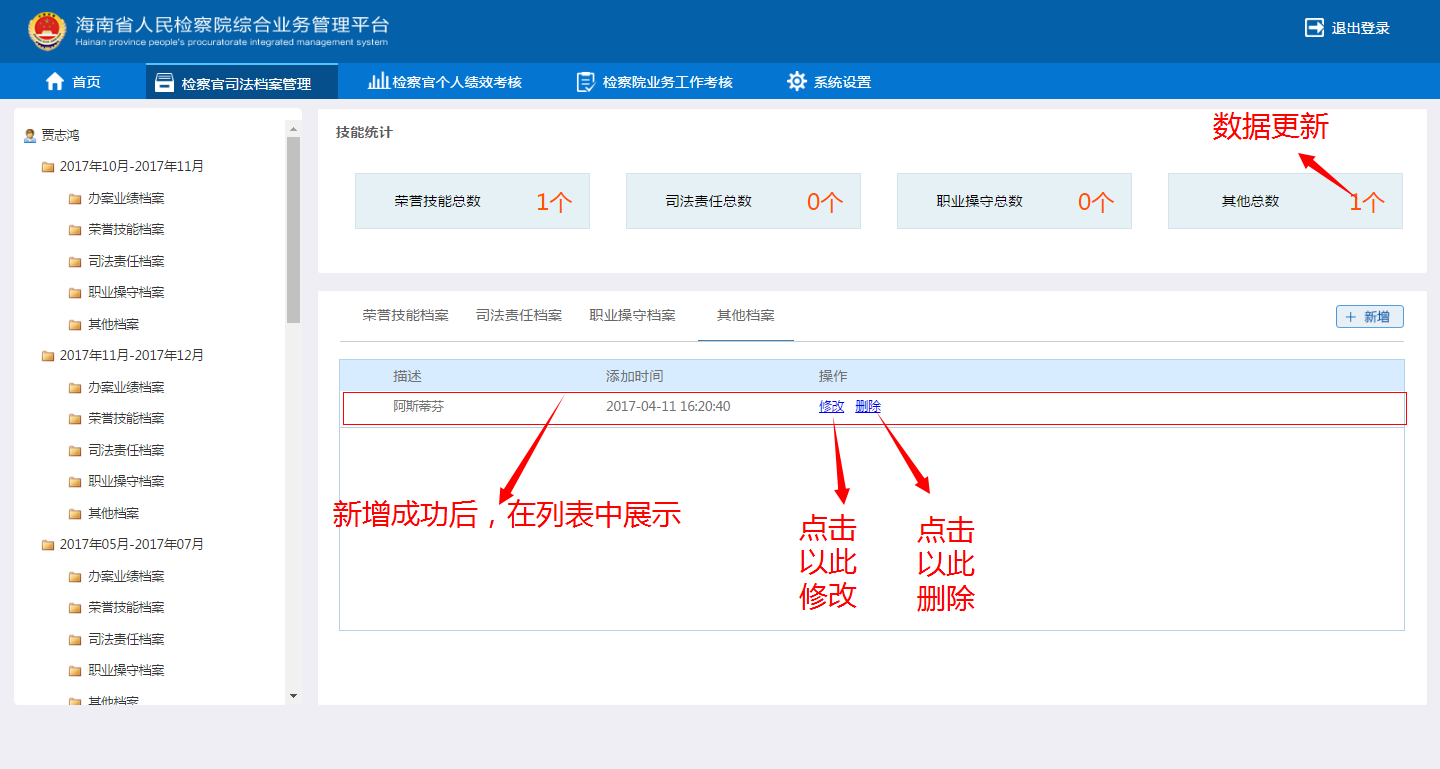 海南省人民检察院综合业务管理平台
Hainan province people's procuratorate integrated management system
退出登录
首页
检察官司法档案管理
检察官个人绩效考核
检察院业务工作考核
系统设置
贾志鸿
2017年10月-2017年11月
办案业绩档案
荣誉技能档案
司法责任档案
职业操守档案
其他档案
2017年11月-2017年12月
办案业绩档案
荣誉技能档案
司法责任档案
职业操守档案
其他档案
2017年05月-2017年07月
办案业绩档案
荣誉技能档案
司法责任档案
职业操守档案
其他档案
技能统计
数据更新
荣誉技能总数 1个
司法责任总数 0个
职业操守总数 0个
其他总数 1个
荣誉技能档案 司法责任档案 职业操守档案 其他档案
新增
描述 添加时间 操作
阿斯蒂芬 2017-04-11 16:20:40 修改 删除
新增成功后，在列表中展示
点击
以此
修改
点击
以此
删除